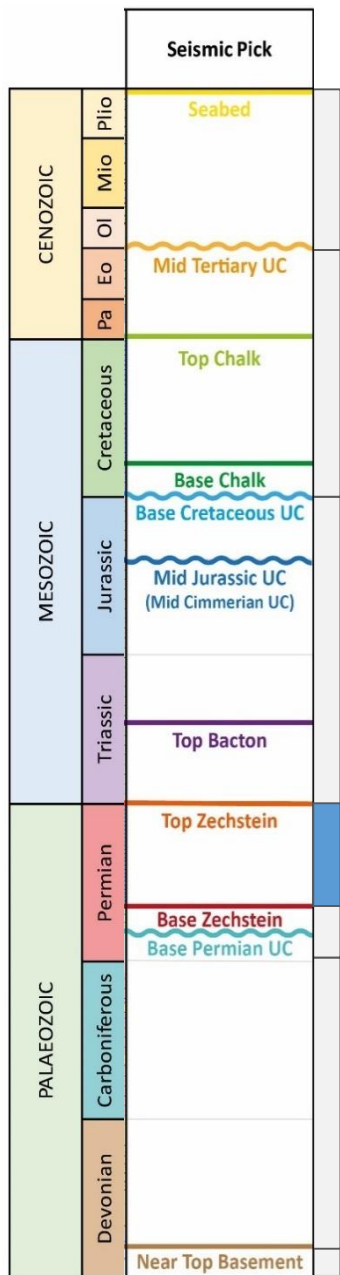 Seismic Pick
CENOZOIC
Plio
Mio
Ol
Eo
Pa
Seabed
Mid Tertiary UC
MESOZOIC
Cretaceous
Jurassic
Triassic
Top Chalk
Base Chalk
Base Cretaceous UC
Mid Jurassic UC
(Mid Cimmerian UC)
Top Bacton
PALAEOZOIC
Permian
Carboniferous
Devonian
Top Zechstein
Base Zechstein
Base Permian UC
Near Top Basement